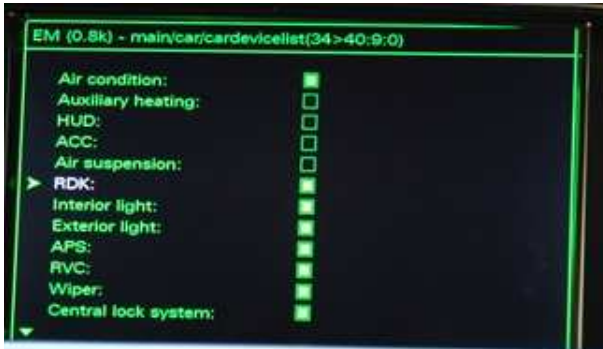 EM (0.8k) - main/car/cardevicelist(34>40:9:0)
Air condition:
Auxiliary heating:
HUD:
ACC:
Air suspension:
RDK:
Interior light:
Exterior light:
APS:
RVC:
Wiper:
Central lock system: